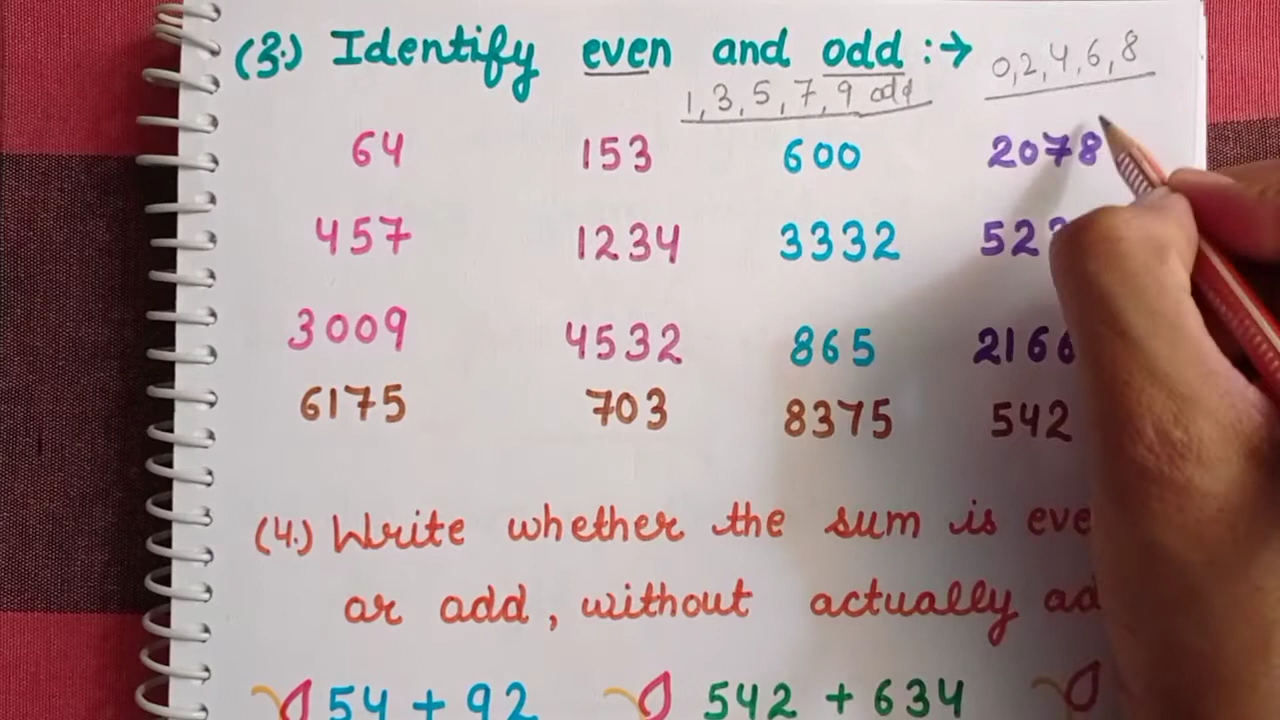 (3.) Identify even and odd :→ 0,2,4,6,8
1,3,5,7,9 odd
64 153 600 2078
457 1234 3332
3009 4532 865 2166
6175 703 8375 542
(4.) Write whether the sum is
or add, without actually
54 + 92 542 + 634